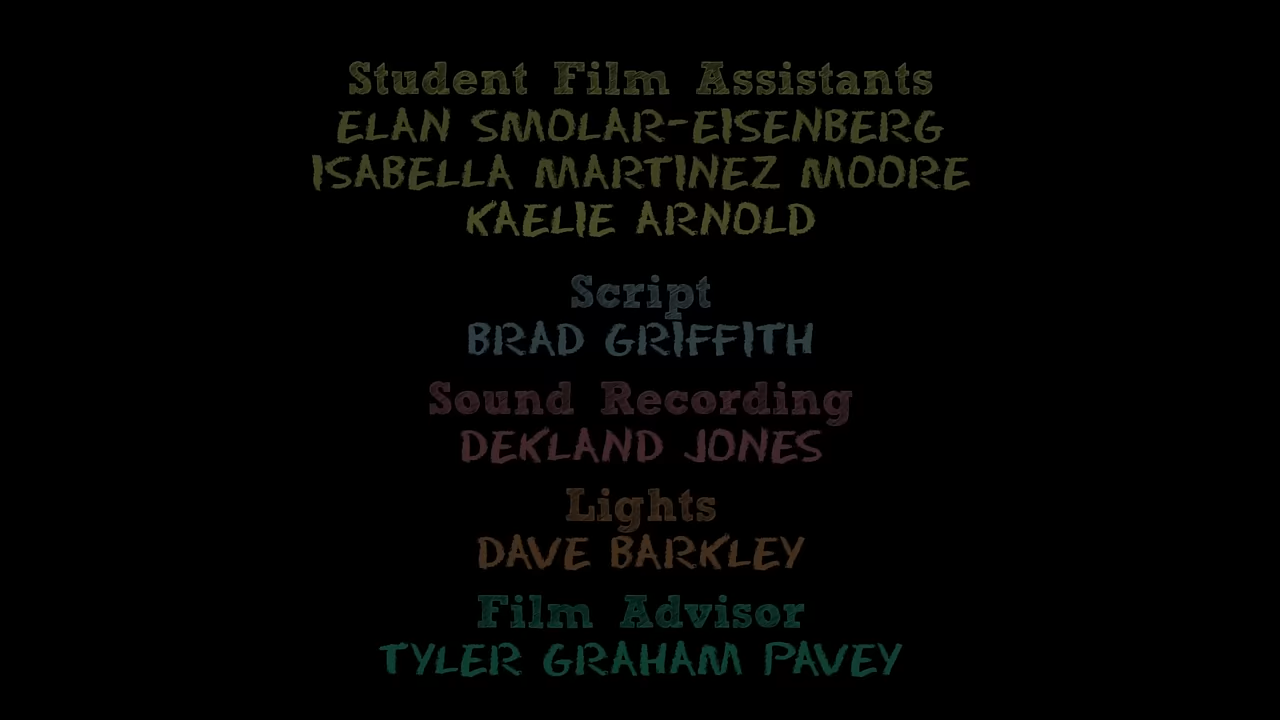 Student Film Assistants
ELAN SMOLAR-EISENBERG
ISABELLA MARTINEZ MOORE
KAELIE ARNOLD
Script
BRAD GRIFFITH
Sound Recording
DEKLAND JONES
Lights
DAVE BARKLEY
Film Advisor
TYLER GRAHAM PAVEY